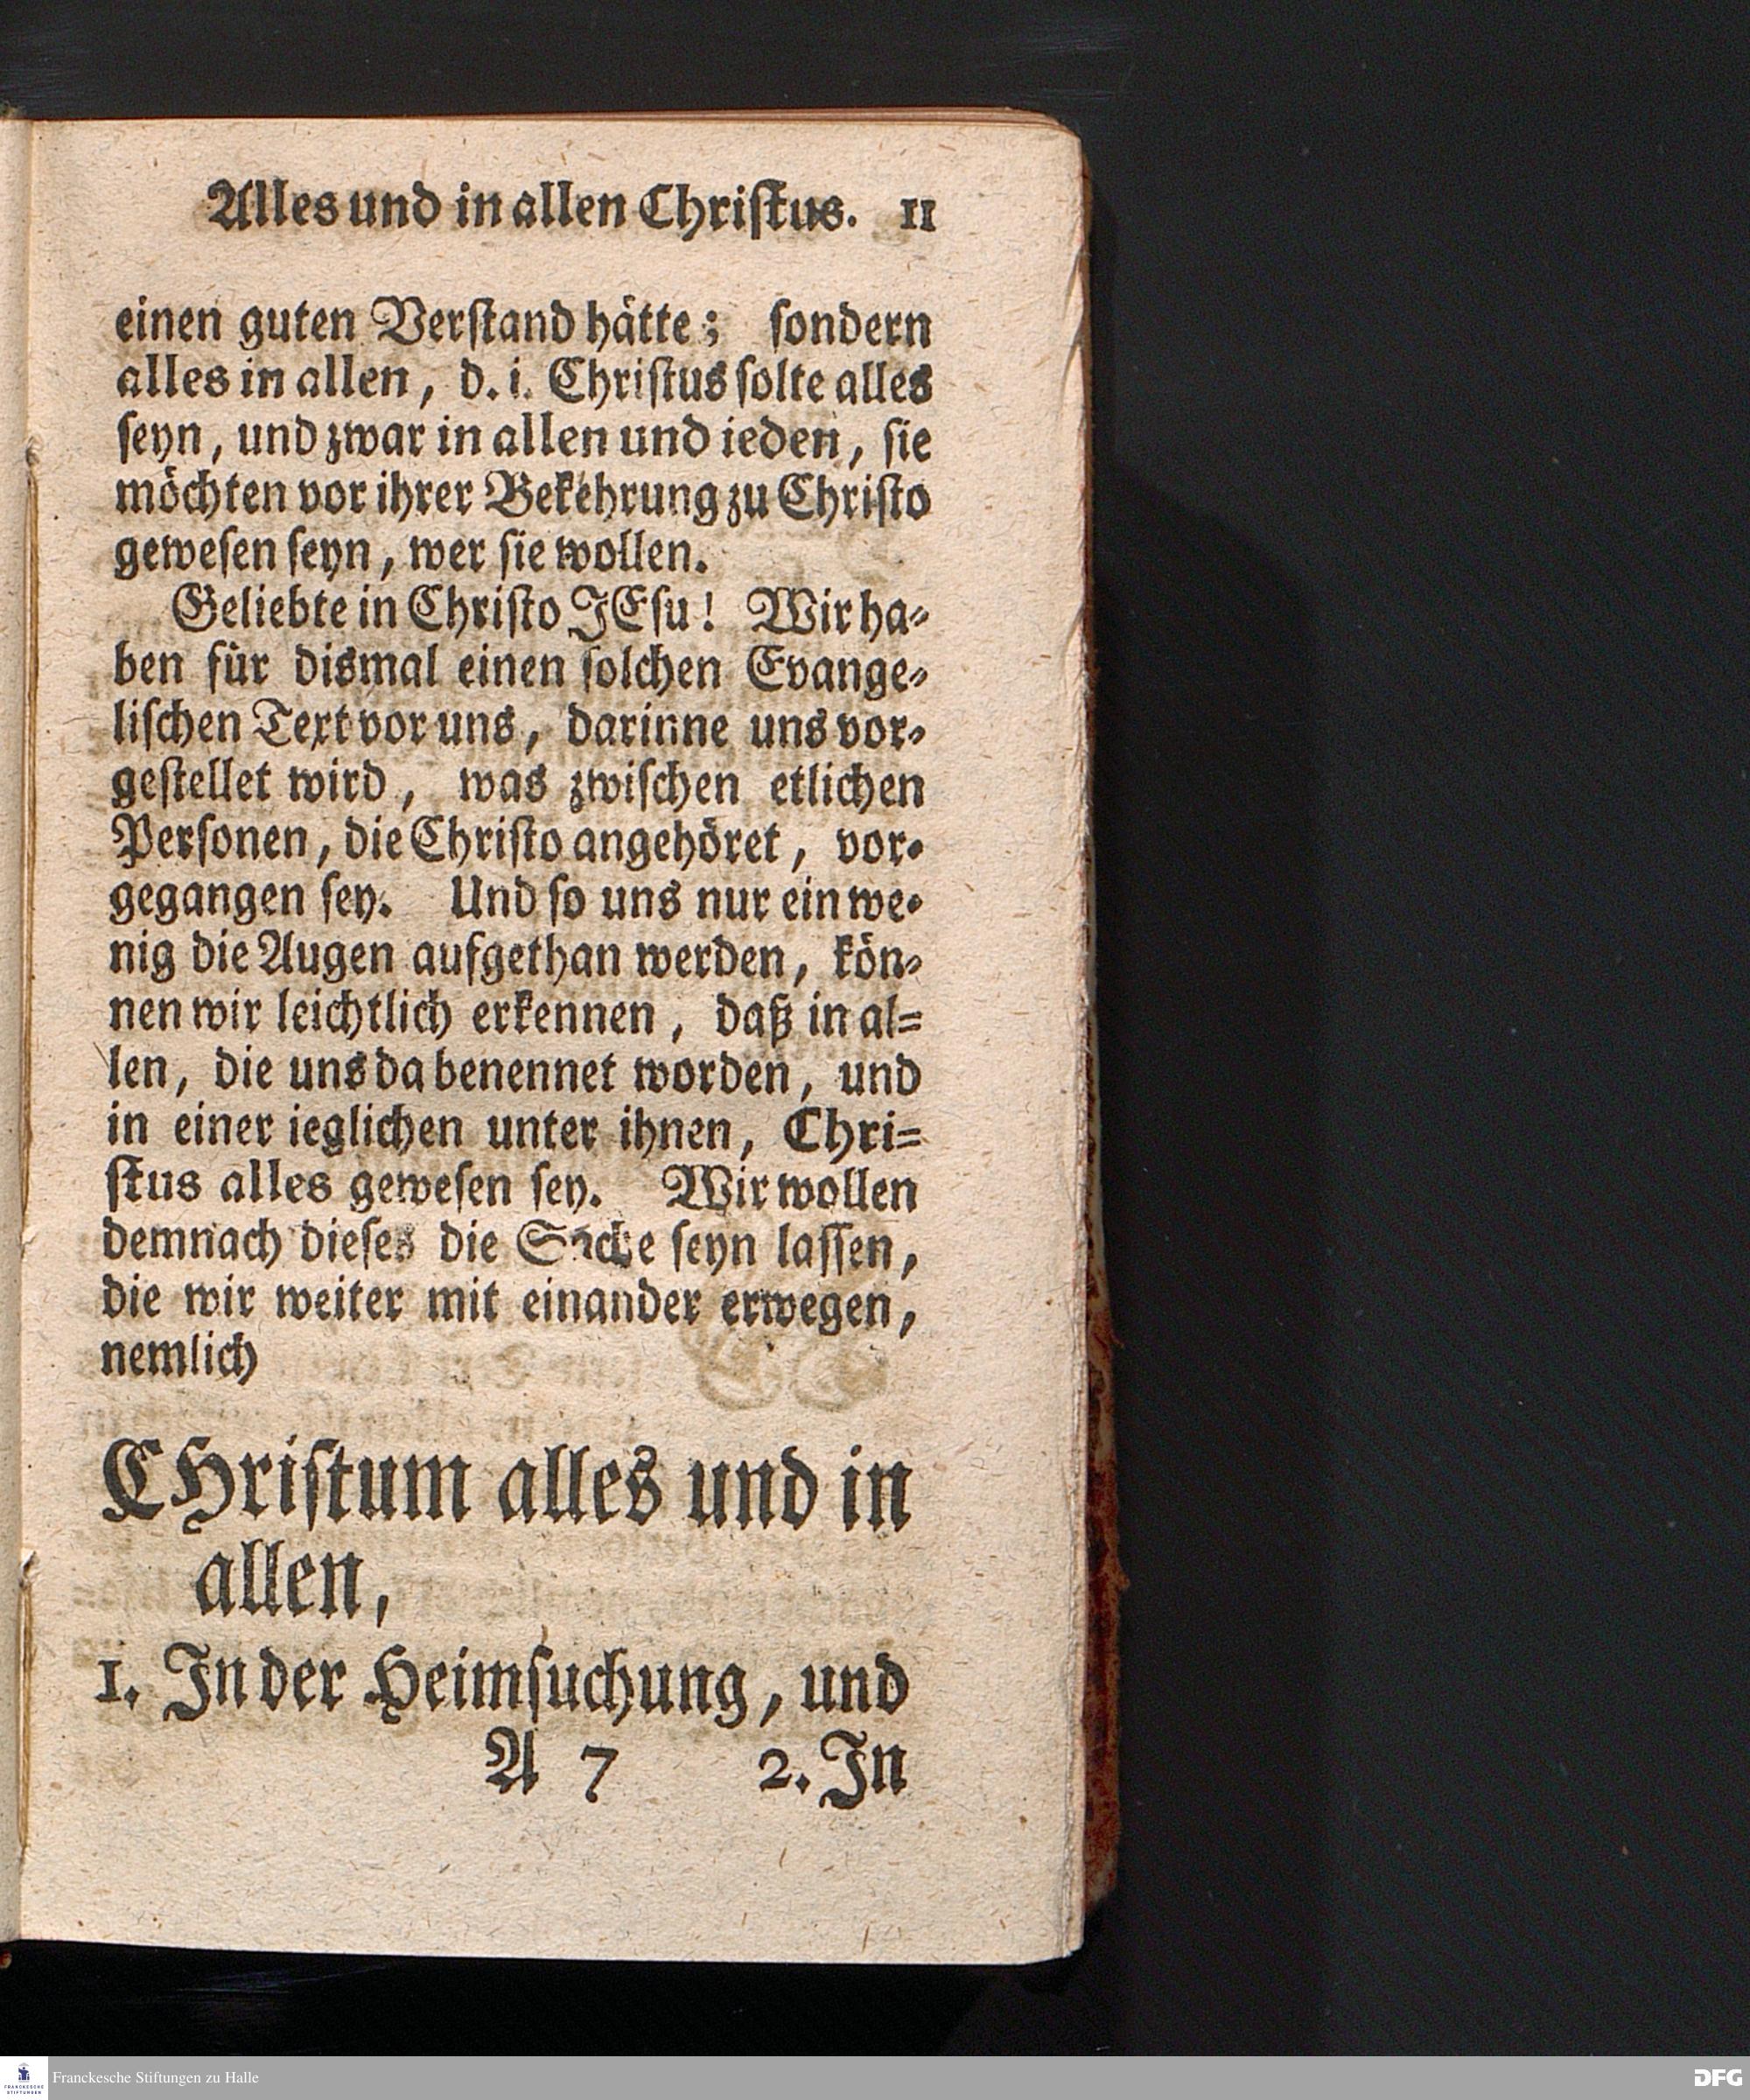 Alles und in allen Chriſtus. 11
einen guten Verſtand hätte; ſondern
alles in allen, d. i. Chriſtus ſolte alles
ſeyn, und zwar in allen und ieden, ſie
möchten vor ihrer Bekehrung zu Chriſto
geweſen ſeyn, wer ſie wollen.
Geliebte in Chriſto JEſu! Wir ha-
ben für dismal einen ſolchen Evange-
liſchen Text vor uns, darinne uns vor-
geſtellet wird, was zwiſchen etlichen
Perſonen, die Chriſto angehöret, vor-
gegangen ſey. Und ſo uns nur ein we-
nig die Augen aufgethan werden, kön-
nen wir leichtlich erkennen, daß in al-
len, die uns da benennet worden, und
in einer ieglichen unter ihnen, Chri-
ſtus alles geweſen ſey. Wir wollen
demnach dieſes die Sache ſeyn laſſen,
die wir weiter mit einander erwegen,
nemlich
CHriſtum alles und in
allen,
1. In der Heimſuchung, und
A 7 2. In
FRANCKESCHE STIFTUNGEN Franckesche Stiftungen zu Halle DFG